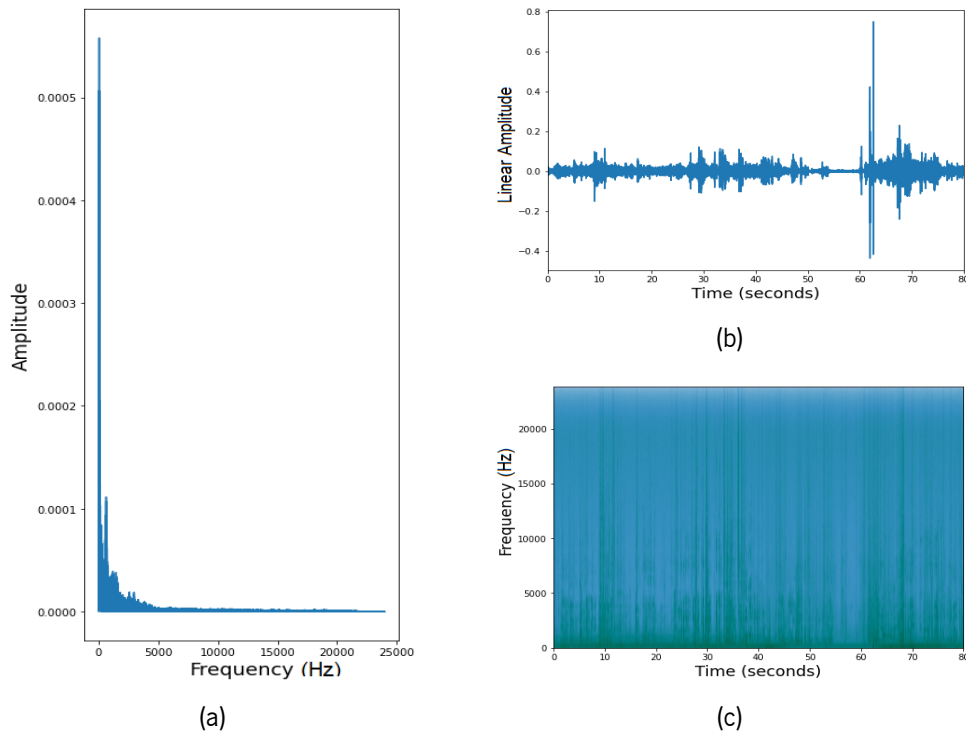 0.0005
0.0004
0.0003
0.0002
0.0001
0.0000
Amplitude
0 5000 10000 15000 20000 25000
Frequency (Hz)
(a)
0.8
0.6
0.4
0.2
0.0
−0.2
−0.4
Linear Amplitude
0 10 20 30 40 50 60 70 80
Time (seconds)
(b)
20000
15000
10000
5000
0
Frequency (Hz)
0 10 20 30 40 50 60 70 80
Time (seconds)
(c)